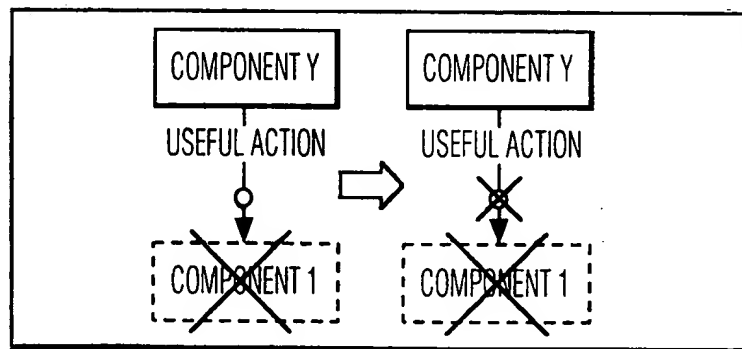 COMPONENT Y
USEFUL ACTION
COMPONENT 1
COMPONENT Y
USEFUL ACTION
COMPONENT 1